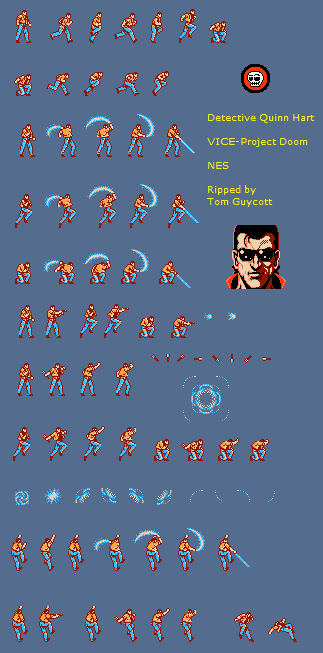 Detective Quinn Hart
VICE-Project Doom
NES
Ripped by
Tom Guycott